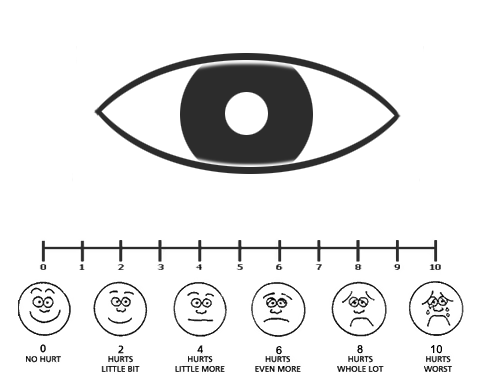 0 1 2 3 4 5 6 7 8 9 10
0 2 4 6 8 10
NO HURT HURTS HURTS HURTS HURTS HURTS
LITTLE BIT LITTLE MORE EVEN MORE WHOLE LOT WORST